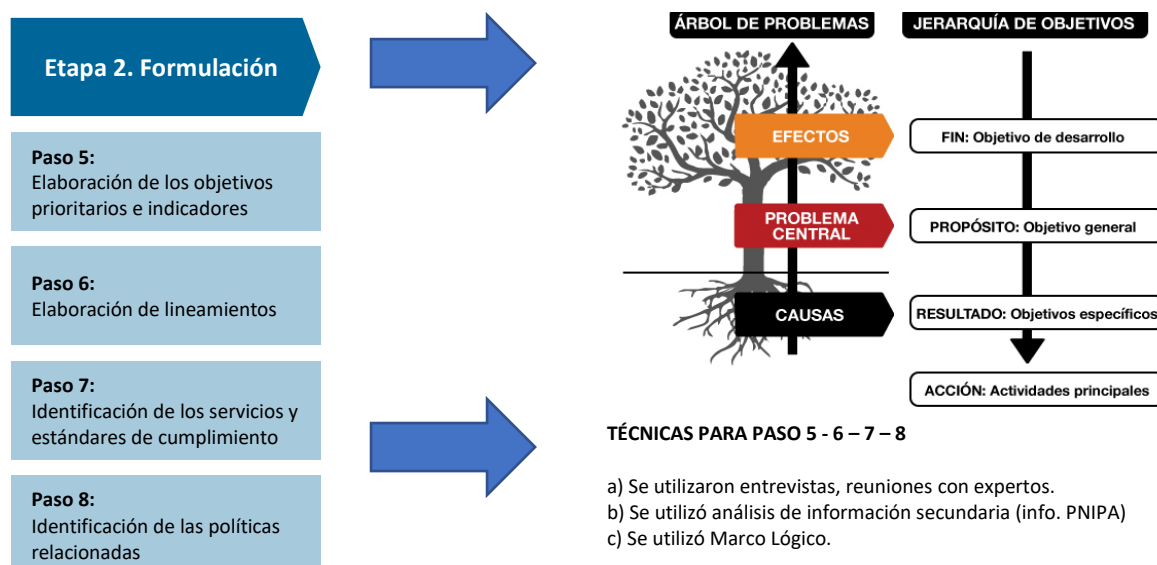 Etapa 2. Formulación
Paso 5:
Elaboración de los objetivos
prioritarios e indicadores
Paso 6:
Elaboración de lineamientos
Paso 7:
Identificación de los servicios y
estándares de cumplimiento
Paso 8:
Identificación de las políticas
relacionadas
ÁRBOL DE PROBLEMAS
JERARQUÍA DE OBJETIVOS
EFECTOS
FIN: Objetivo de desarrollo
PROBLEMA
CENTRAL
PROPÓSITO: Objetivo general
CAUSAS
RESULTADO: Objetivos específicos
ACCIÓN: Actividades principales
TÉCNICAS PARA PASO 5 - 6 – 7 – 8
a) Se utilizaron entrevistas, reuniones con expertos.
b) Se utilizó análisis de información secundaria (info. PNIPA)
c) Se utilizó Marco Lógico.